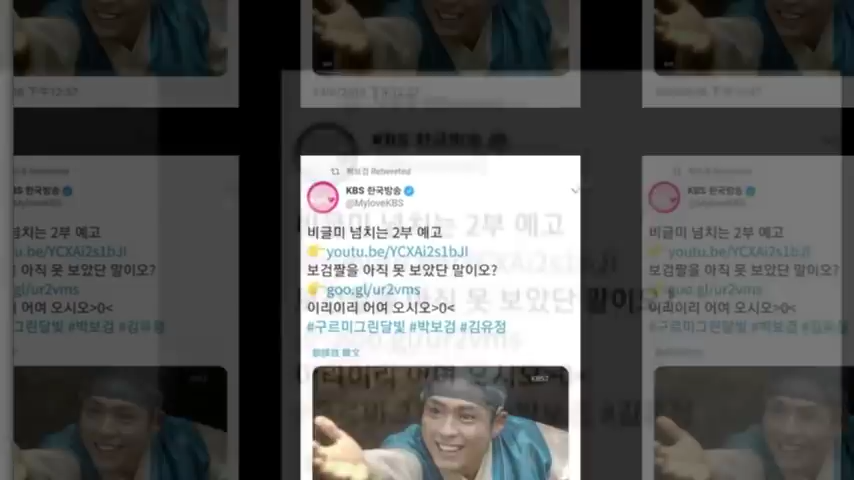 박보검 Retweeted
KBS 한국방송
@MyloveKBS
비글미 넘치는 2부 예고
👉youtu.be/YCXAi2s1bJI
보검짤을 아직 못 보았단 말이오?
👉goo.gl/ur2vms
이리이리 어여 오시오>0<
#구르미그린달빛 #박보검 #김유정
KBS2